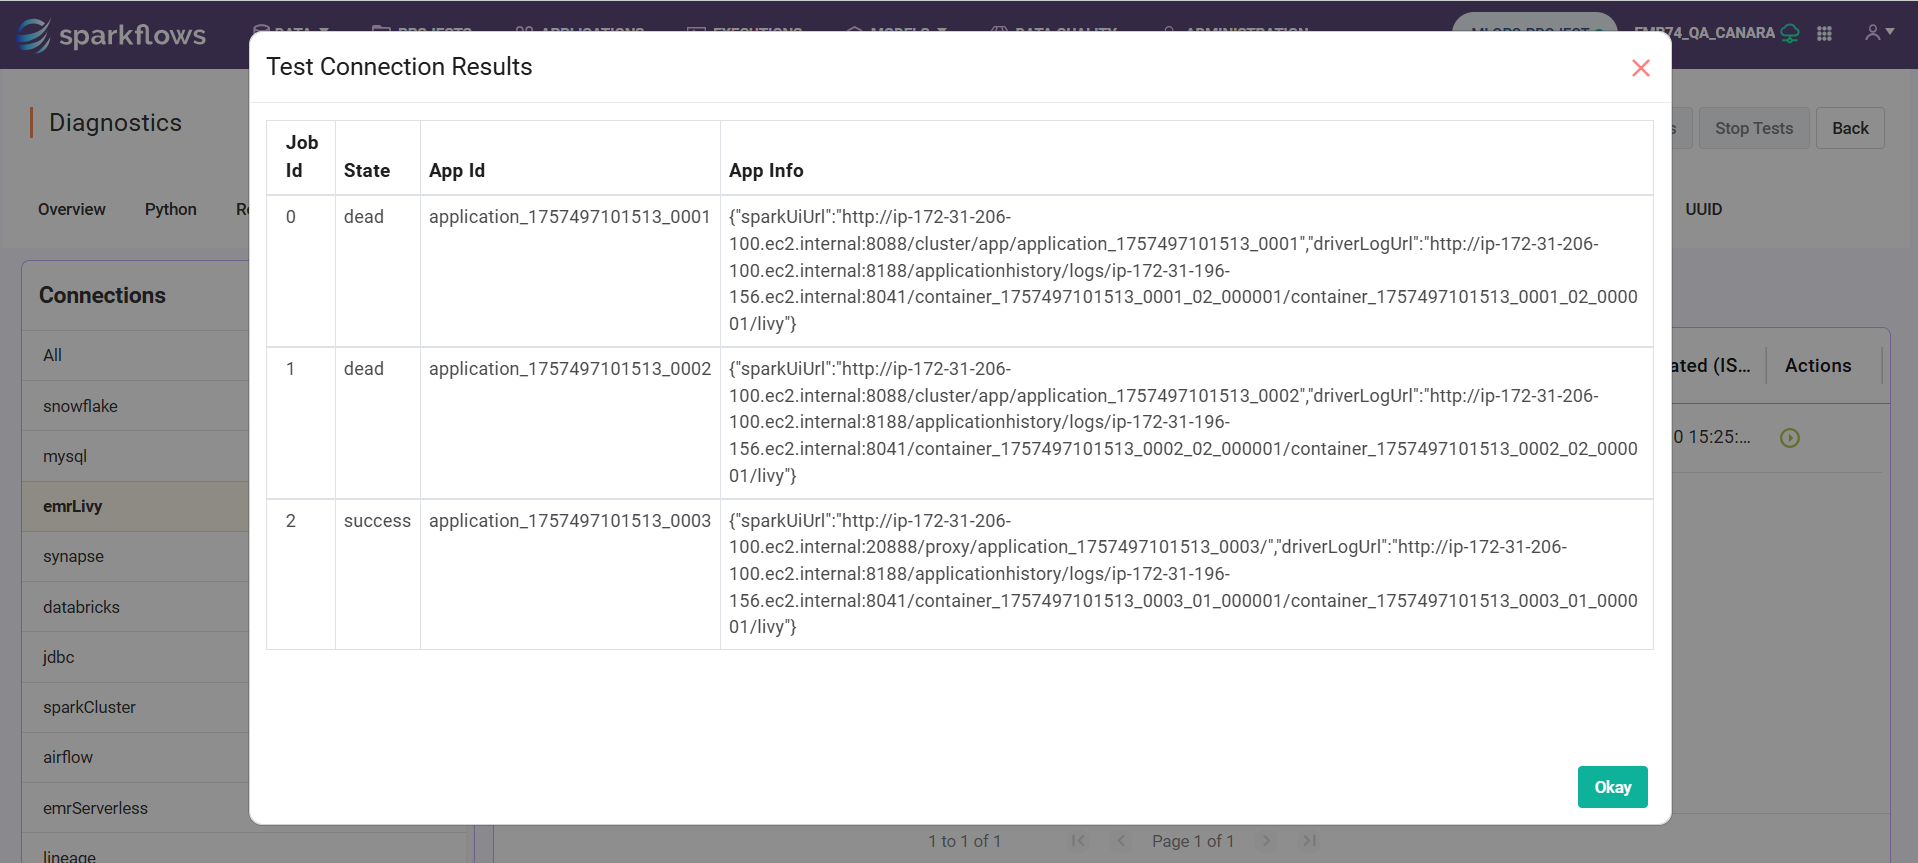 sparkflows
EMR74_QA_CANARA
Test Connection Results
Diagnostics
Stop Tests
Back
Overview
Python
UUID
Connections
All
snowflake
mysql
emrLivy
synapse
databricks
jdbc
sparkCluster
airflow
emrServerless
lineage
Job
Id
State
App Id
App Info
0
dead
application_1757497101513_0001
{"sparkUiUrl":"http://ip-172-31-206-
100.ec2.internal:8088/cluster/app/application_1757497101513_0001","driverLogUrl":"http://ip-172-31-206-
100.ec2.internal:8188/applicationhistory/logs/ip-172-31-196-
156.ec2.internal:8041/container_1757497101513_0001_02_000001/container_1757497101513_0001_02_0000
01/livy"}
1
dead
application_1757497101513_0002
{"sparkUiUrl":"http://ip-172-31-206-
100.ec2.internal:8088/cluster/app/application_1757497101513_0002","driverLogUrl":"http://ip-172-31-206-
100.ec2.internal:8188/applicationhistory/logs/ip-172-31-196-
156.ec2.internal:8041/container_1757497101513_0002_02_000001/container_1757497101513_0002_02_0000
01/livy"}
2
success
application_1757497101513_0003
{"sparkUiUrl":"http://ip-172-31-206-
100.ec2.internal:20888/proxy/application_1757497101513_0003/","driverLogUrl":"http://ip-172-31-206-
100.ec2.internal:8188/applicationhistory/logs/ip-172-31-196-
156.ec2.internal:8041/container_1757497101513_0003_01_000001/container_1757497101513_0003_01_0000
01/livy"}
ated (IS...
Actions
0 15:25:...
Okay
1 to 1 of 1
Page 1 of 1